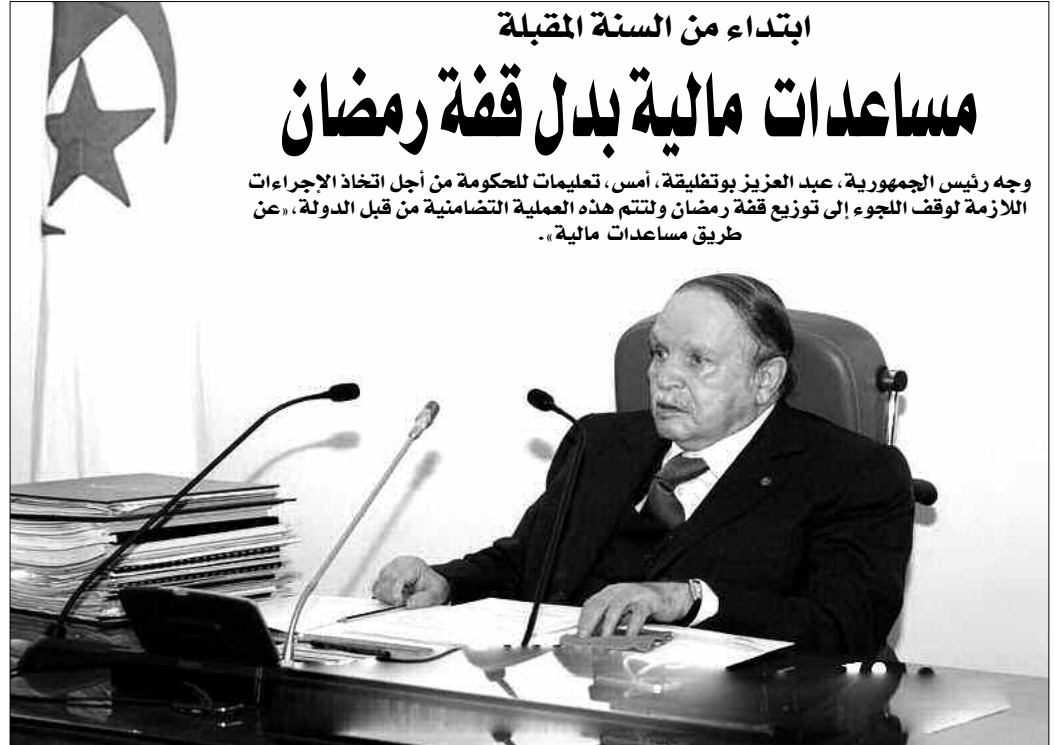 ابتداء من السنة المقبلة
مساعدات مالية بدل قفة رمضان
وجه رئيس الجمهورية، عبد العزيز بوتفليقة، أمس، تعليمات للحكومة من أجل اتخاذ الإجراءات
اللازمة لوقف اللجوء إلى توزيع قفة رمضان ولتتم هذه العملية التضامنية من قبل الدولة، «عن
طريق مساعدات مالية».